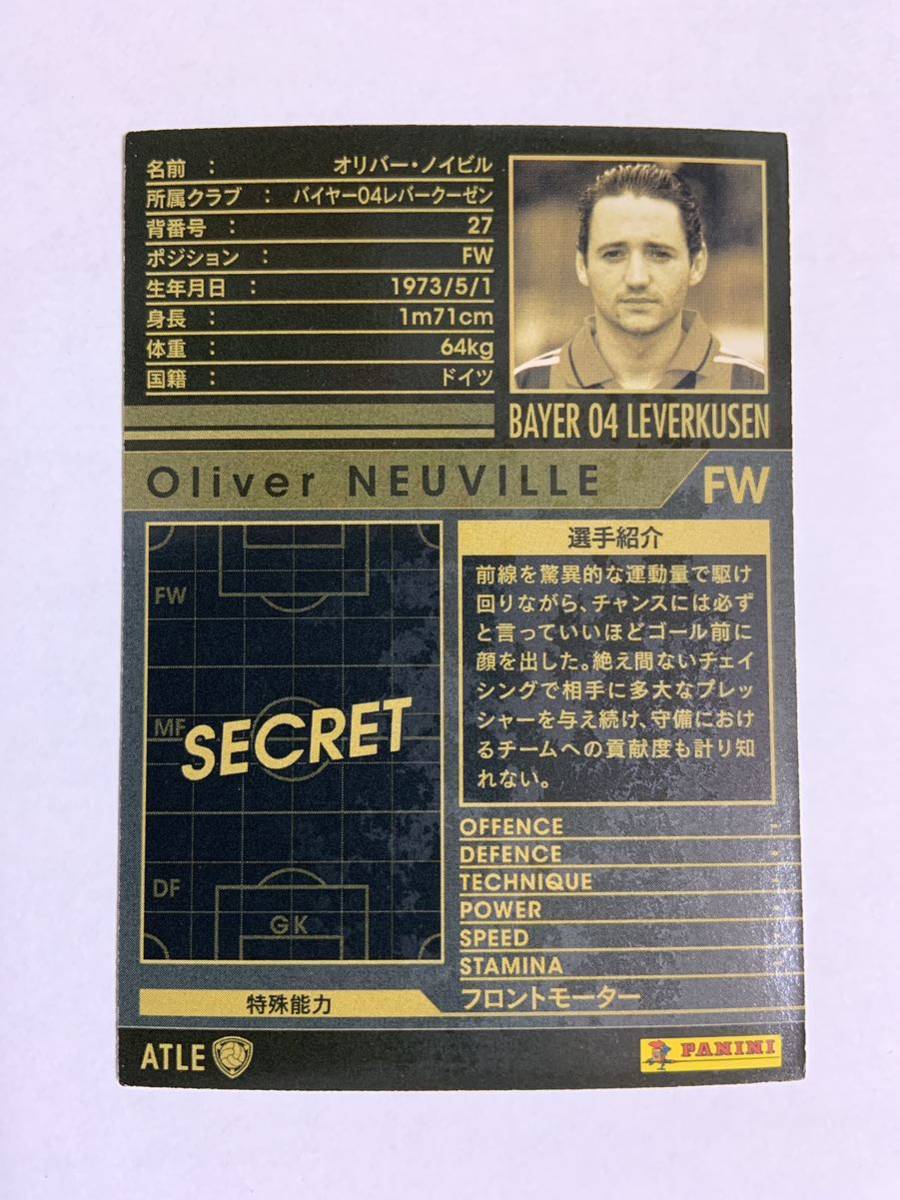 名前 : オリバー・ノイビル
所属クラブ : バイヤー04レバークーゼン
背番号 : 27
ポジション : FW
生年月日 : 1973/5/1
身長 : 1m71cm
体重 : 64kg
国籍 : ドイツ
BAYER 04 LEVERKUSEN
Oliver NEUVILLE
FW
FW
MF
SECRET
DF
GK
選手紹介
前線を驚異的な運動量で駆け
回りながら、チャンスには必ず
と言っていいほどゴール前に
顔を出した。絶え間ないチェイ
シングで相手に多大なプレッ
シャーを与え続け、守備におけ
るチームへの貢献度も計り知
れない。
OFFENCE -
DEFENCE -
TECHNIQUE -
POWER -
SPEED -
STAMINA -
特殊能力 フロントモーター
ATLE
PANINI